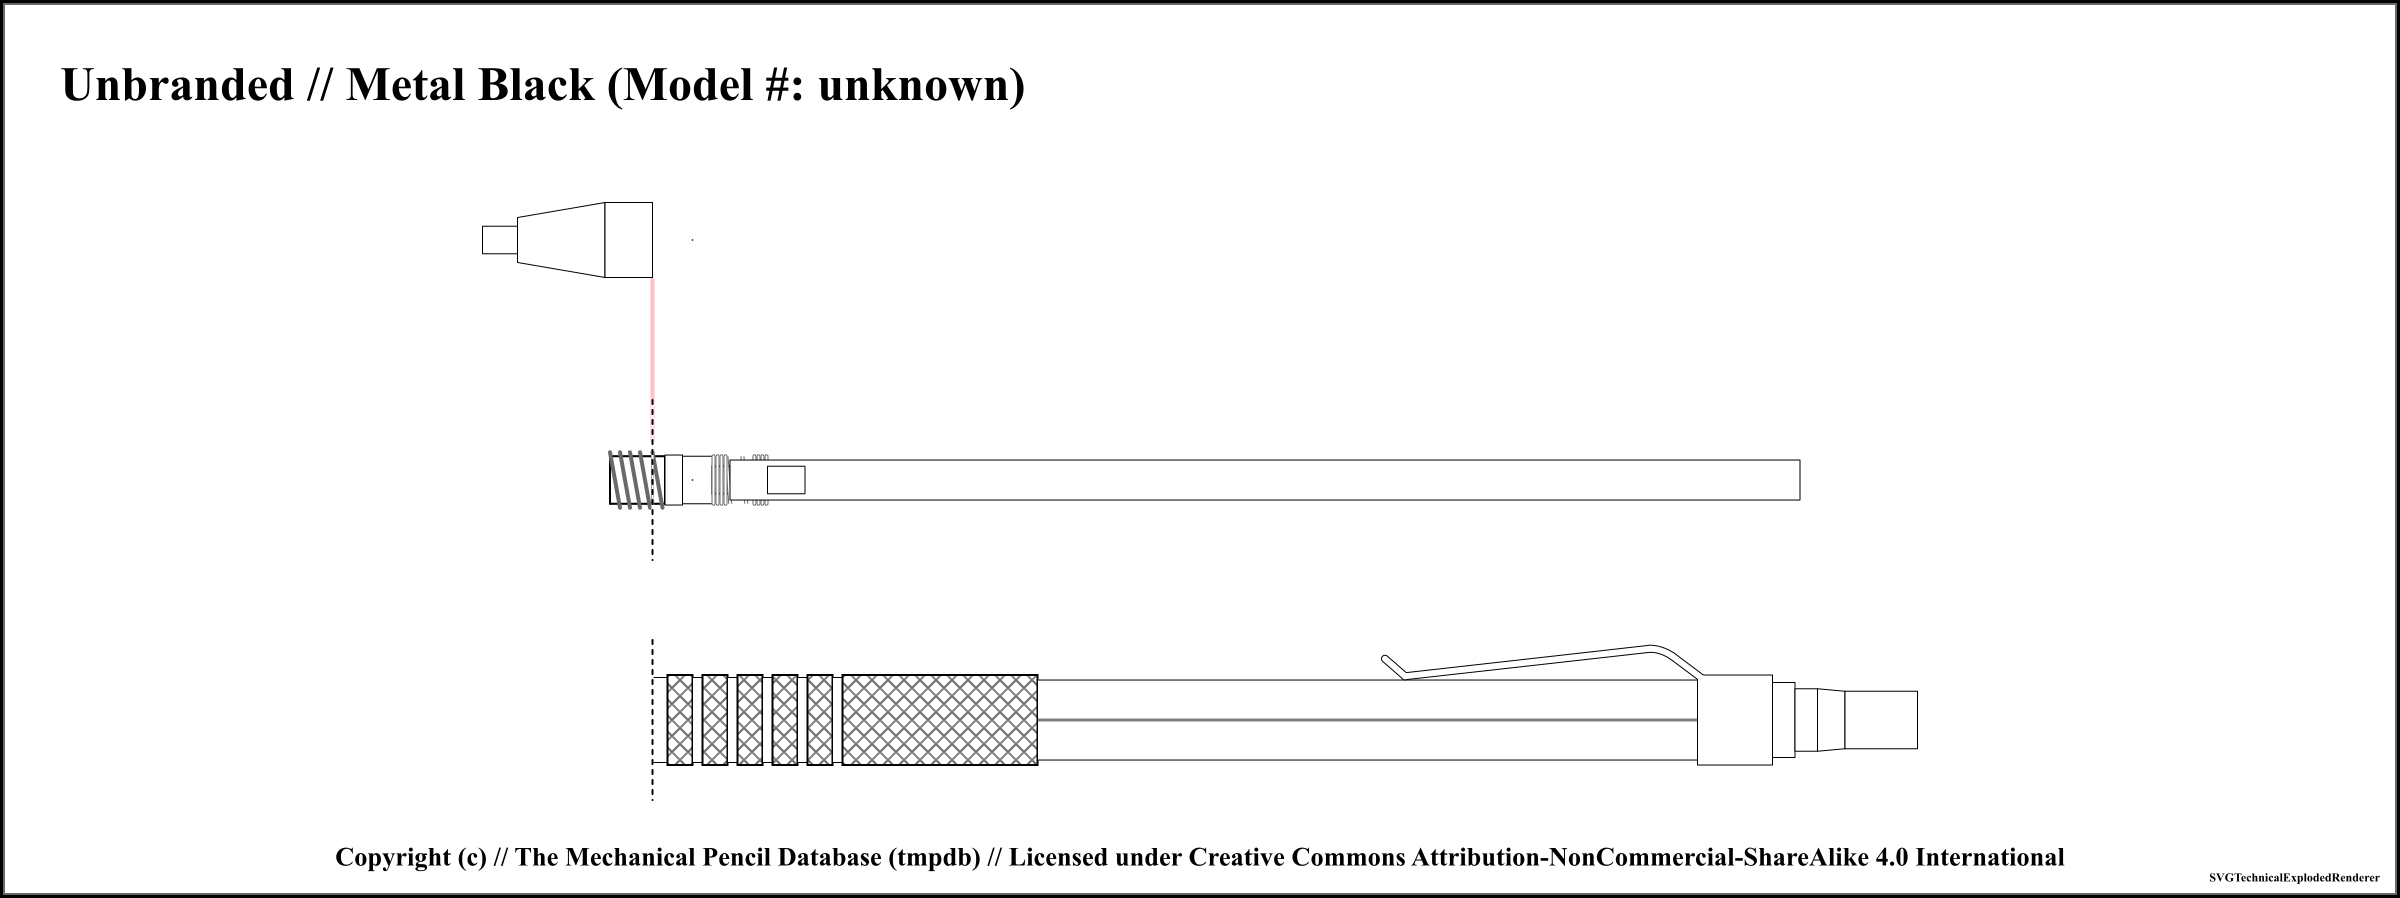 Unbranded // Metal Black (Model #: unknown)
Copyright (c) // The Mechanical Pencil Database (tmpdb) // Licensed under Creative Commons Attribution-NonCommercial-ShareAlike 4.0 International
SVGTechnicalExplodedRenderer